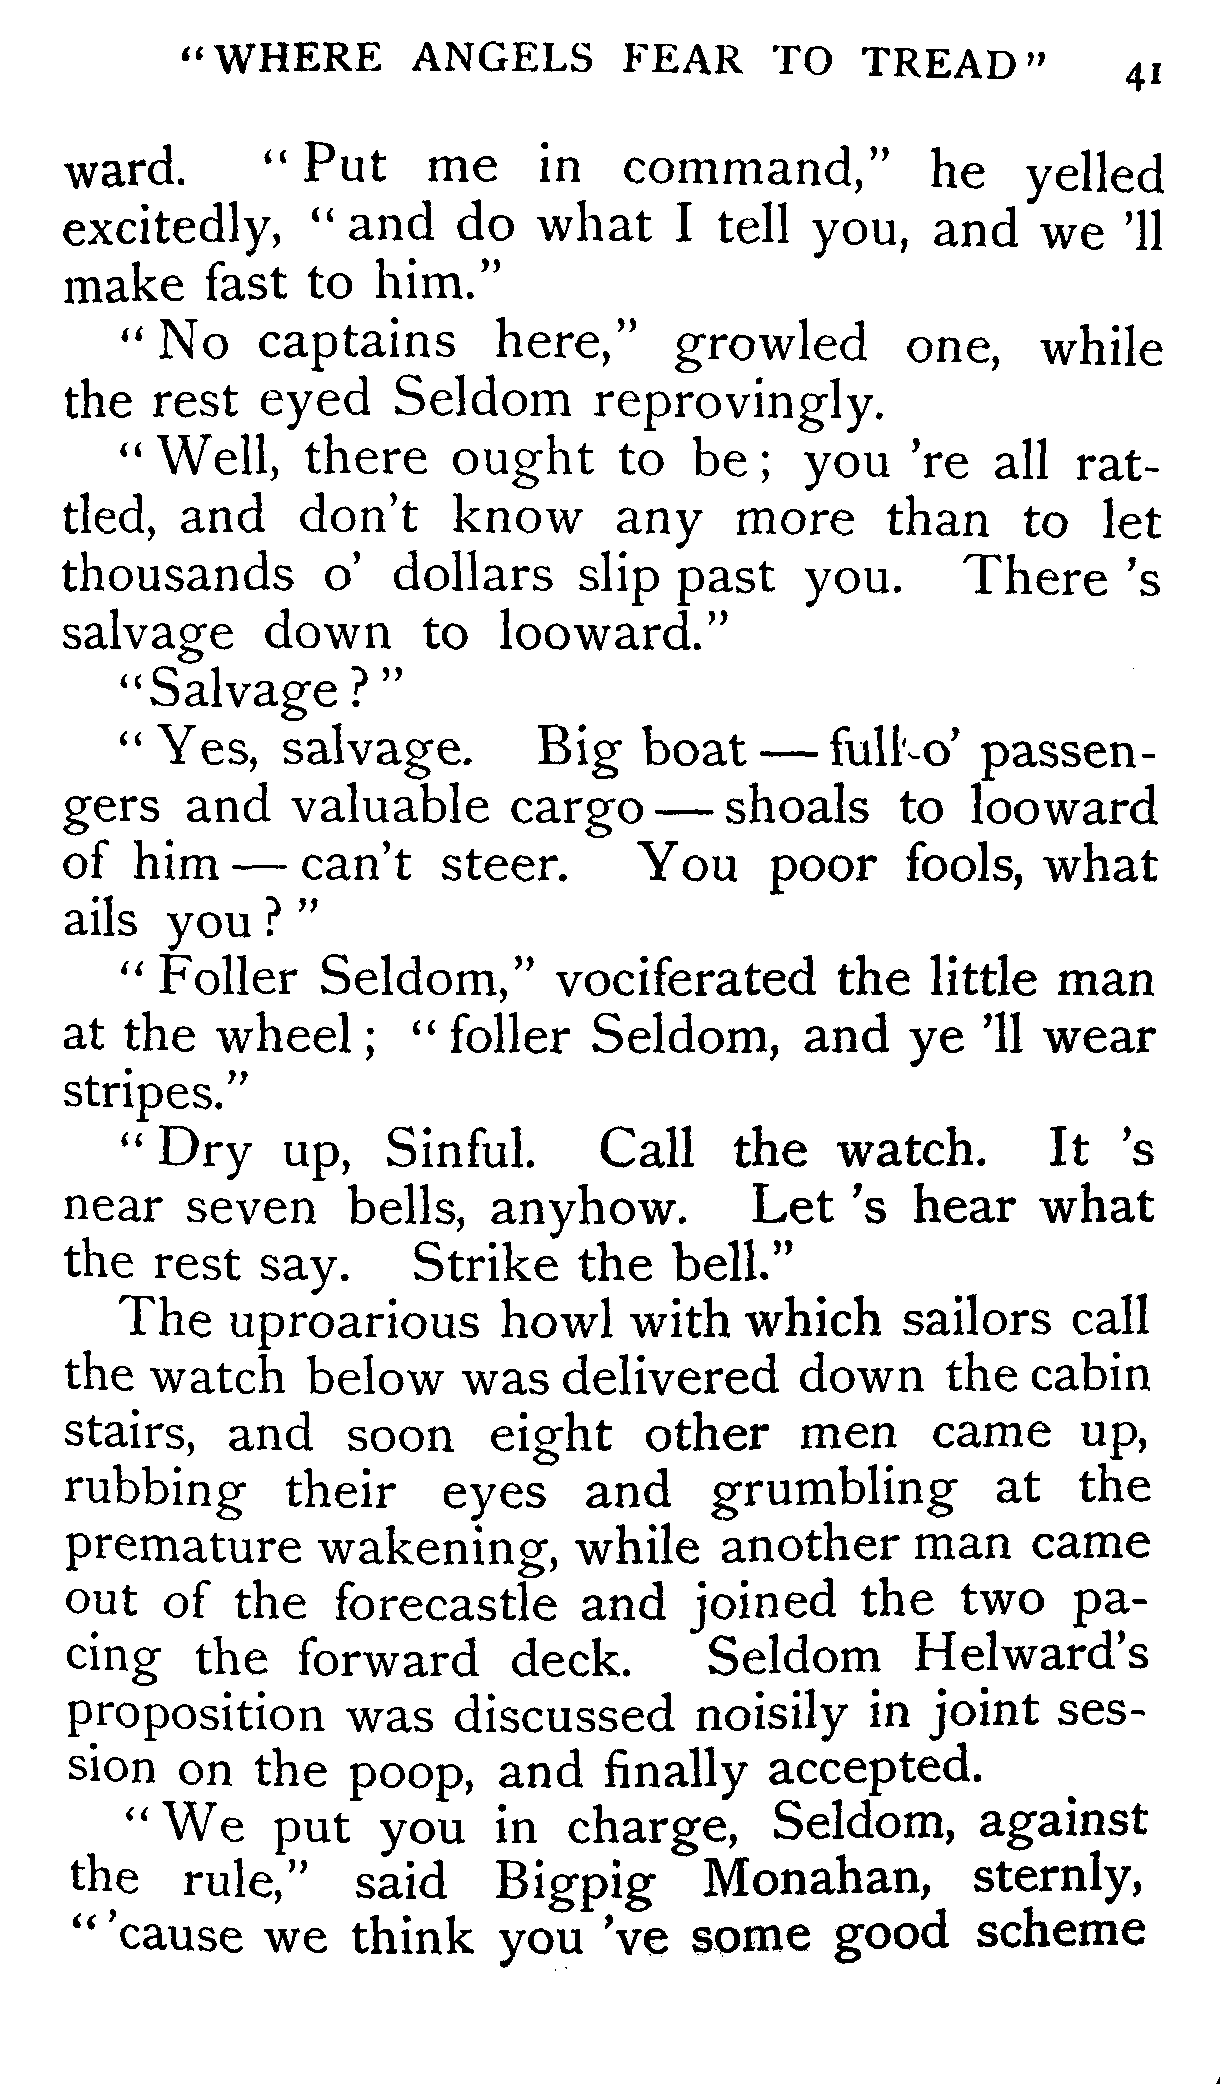 "WHERE ANGELS FEAR TO TREAD" 41
ward. "Put me in command," he yelled
excitedly, "and do what I tell you, and we 'll
make fast to him."
"No captains here," growled one, while
the rest eyed Seldom reprovingly.
"Well, there ought to be; you 're all rat-
tled, and don't know any more than to let
thousands o' dollars slip past you. There 's
salvage down to looward."
"Salvage?"
"Yes, salvage. Big boat — full-o' passen-
gers and valuable cargo — shoals to looward
of him — can't steer. You poor fools, what
ails you?"
"Foller Seldom," vociferated the little man
at the wheel; "foller Seldom, and ye 'll wear
stripes."
"Dry up, Sinful. Call the watch. It 's
near seven bells, anyhow. Let 's hear what
the rest say. Strike the bell."
The uproarious howl with which sailors call
the watch below was delivered down the cabin
stairs, and soon eight other men came up,
rubbing their eyes and grumbling at the
premature wakening, while another man came
out of the forecastle and joined the two pa-
cing the forward deck. Seldom Helward's
proposition was discussed noisily in joint ses-
sion on the poop, and finally accepted.
"We put you in charge, Seldom, against
the rule," said Bigpig Monahan, sternly,
"'cause we think you 've some good scheme